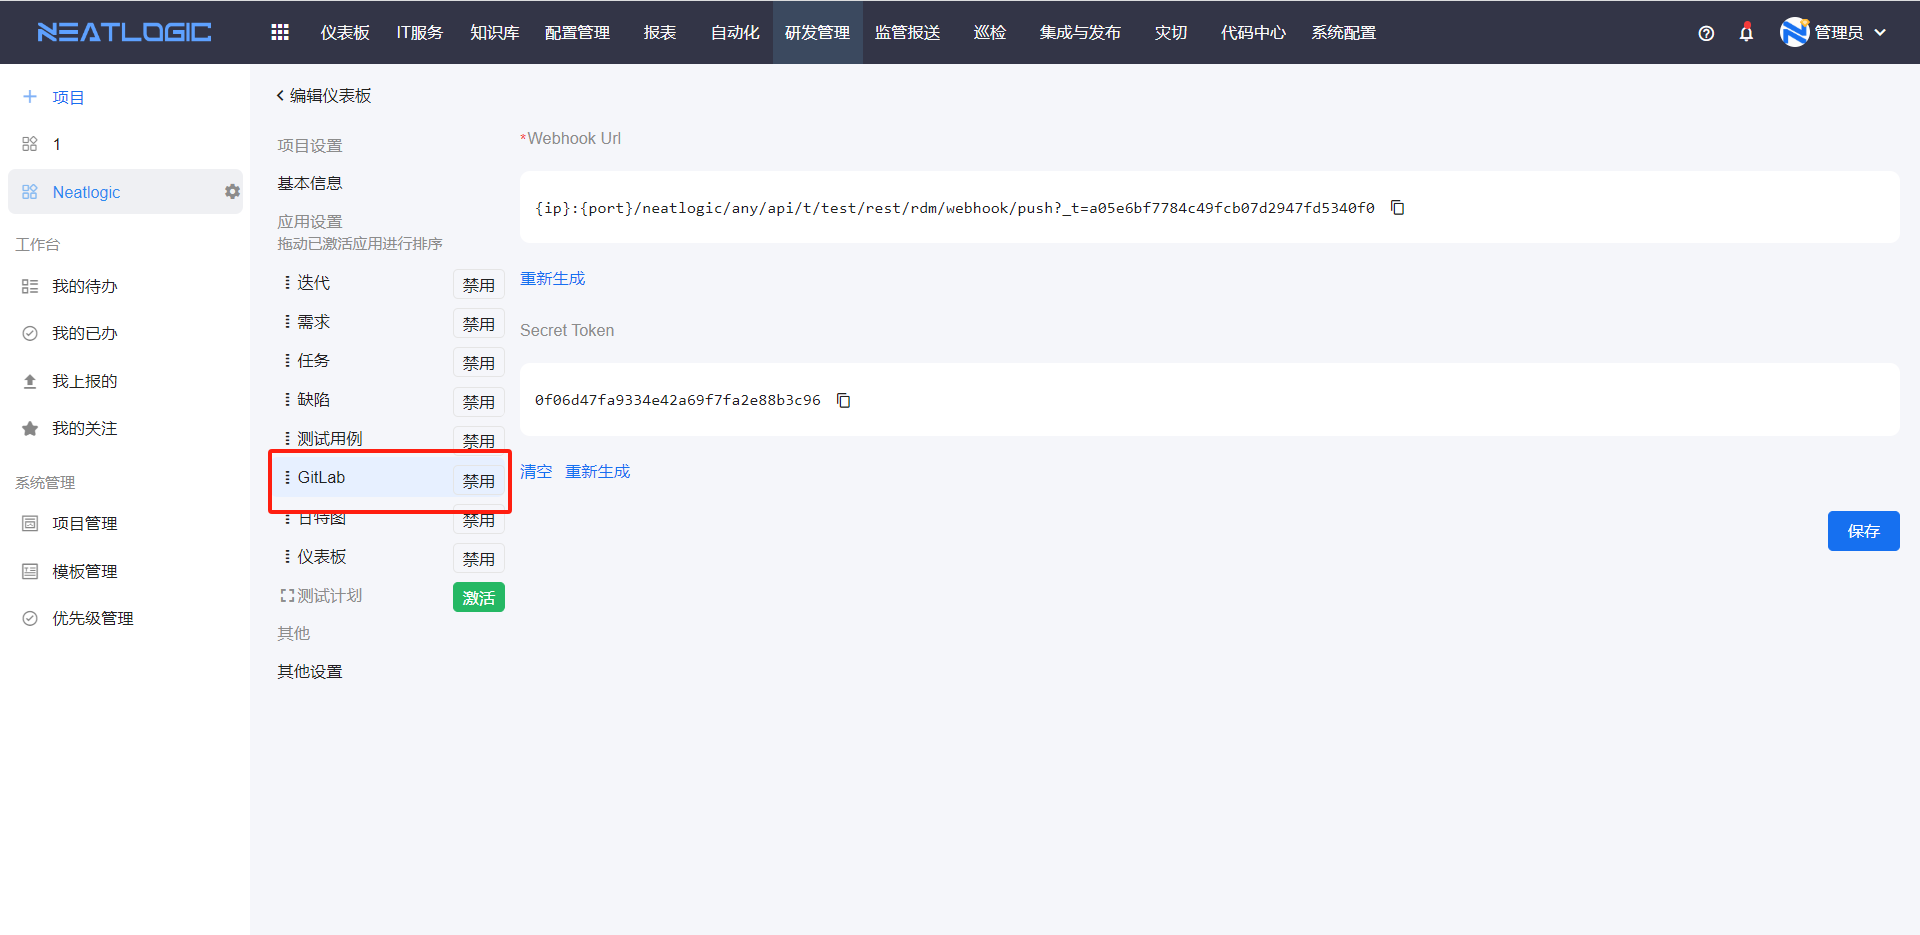 NEATLOGIC 仪表板 IT服务 知识库 配置管理 报表 自动化 研发管理 监管报送 巡检 集成与发布 灾切 代码中心 系统配置 管理员
项目
1
Neatlogic
工作台
我的待办
我的已办
我上报的
我的关注
系统管理
项目管理
模板管理
优先级管理
编辑仪表板
项目设置
基本信息
应用设置
拖动已激活应用进行排序
迭代 禁用
需求 禁用
任务 禁用
缺陷 禁用
测试用例 禁用
GitLab 禁用
甘特图 禁用
仪表板 禁用
测试计划 激活
其他
其他设置
*Webhook Url
{ip}:{port}/neatlogic/any/api/t/test/rest/rdm/webhook/push?_t=a05e6bf7784c49fcb07d2947fd5340f0
重新生成
Secret Token
0f06d47fa9334e42a69f7fa2e88b3c96
清空 重新生成
保存